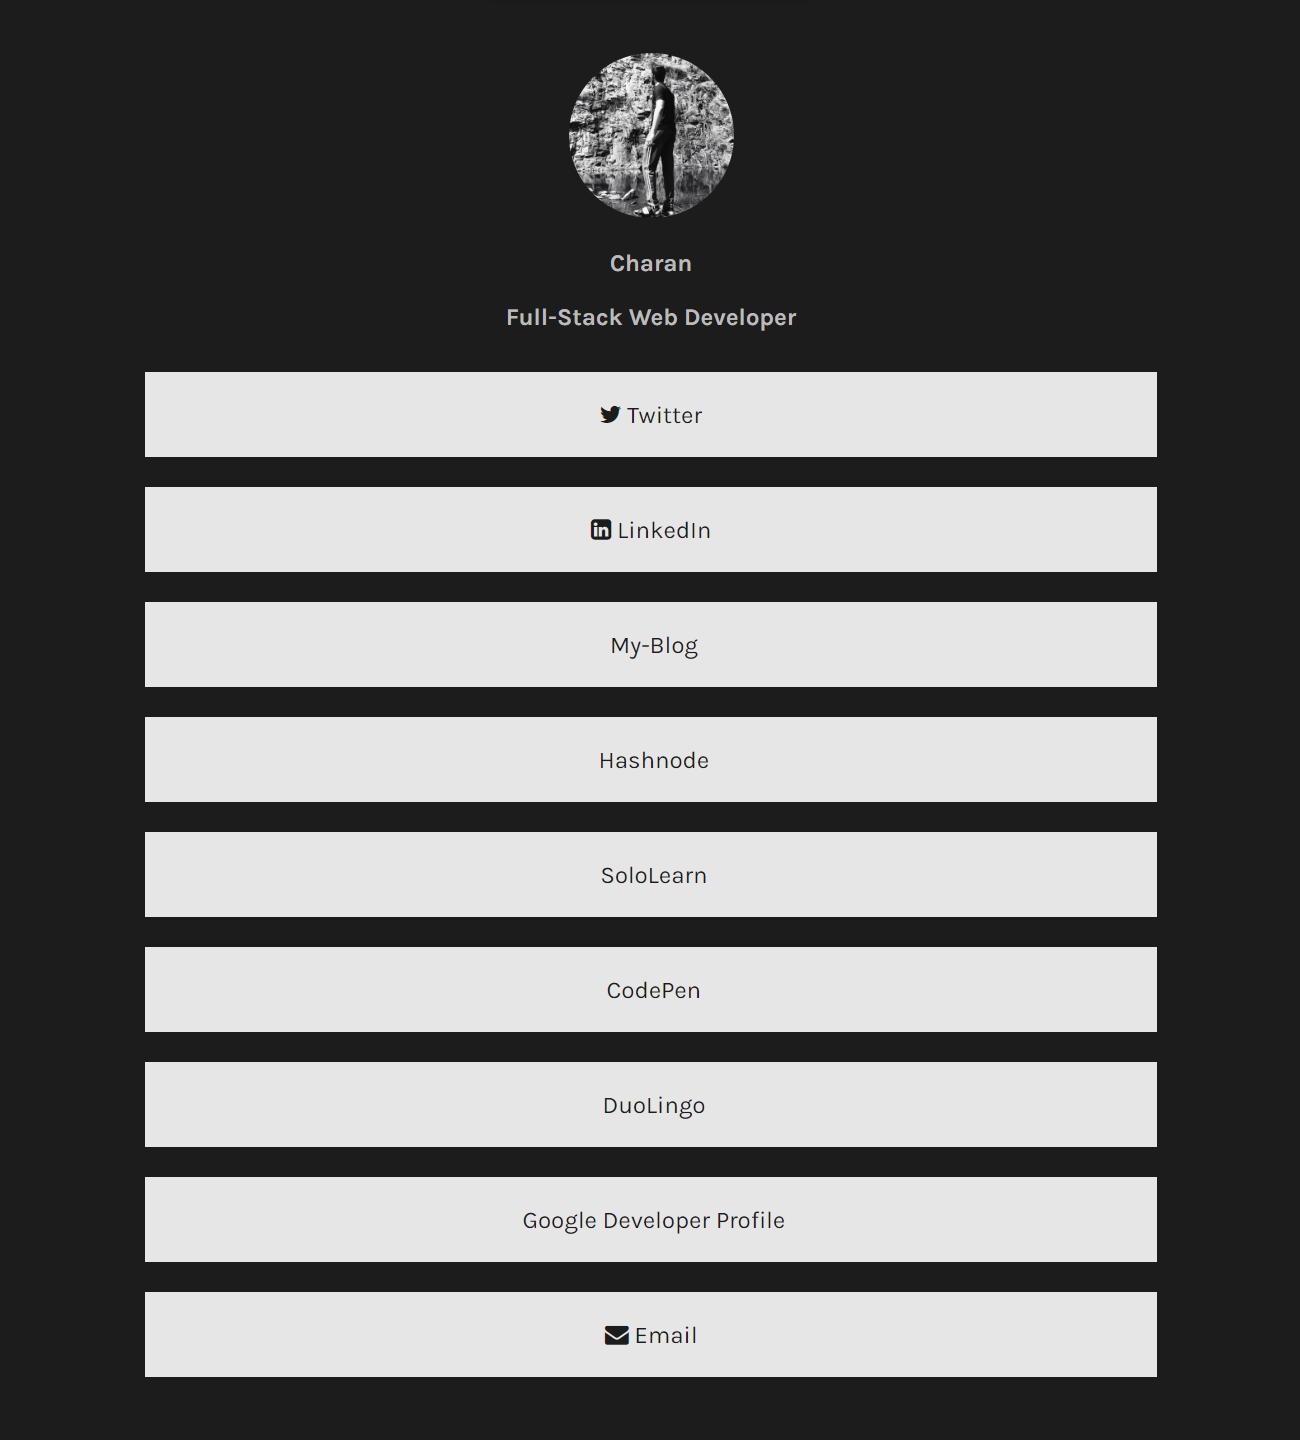 Charan
Full-Stack Web Developer
Twitter
LinkedIn
My-Blog
Hashnode
SoloLearn
CodePen
DuoLingo
Google Developer Profile
Email